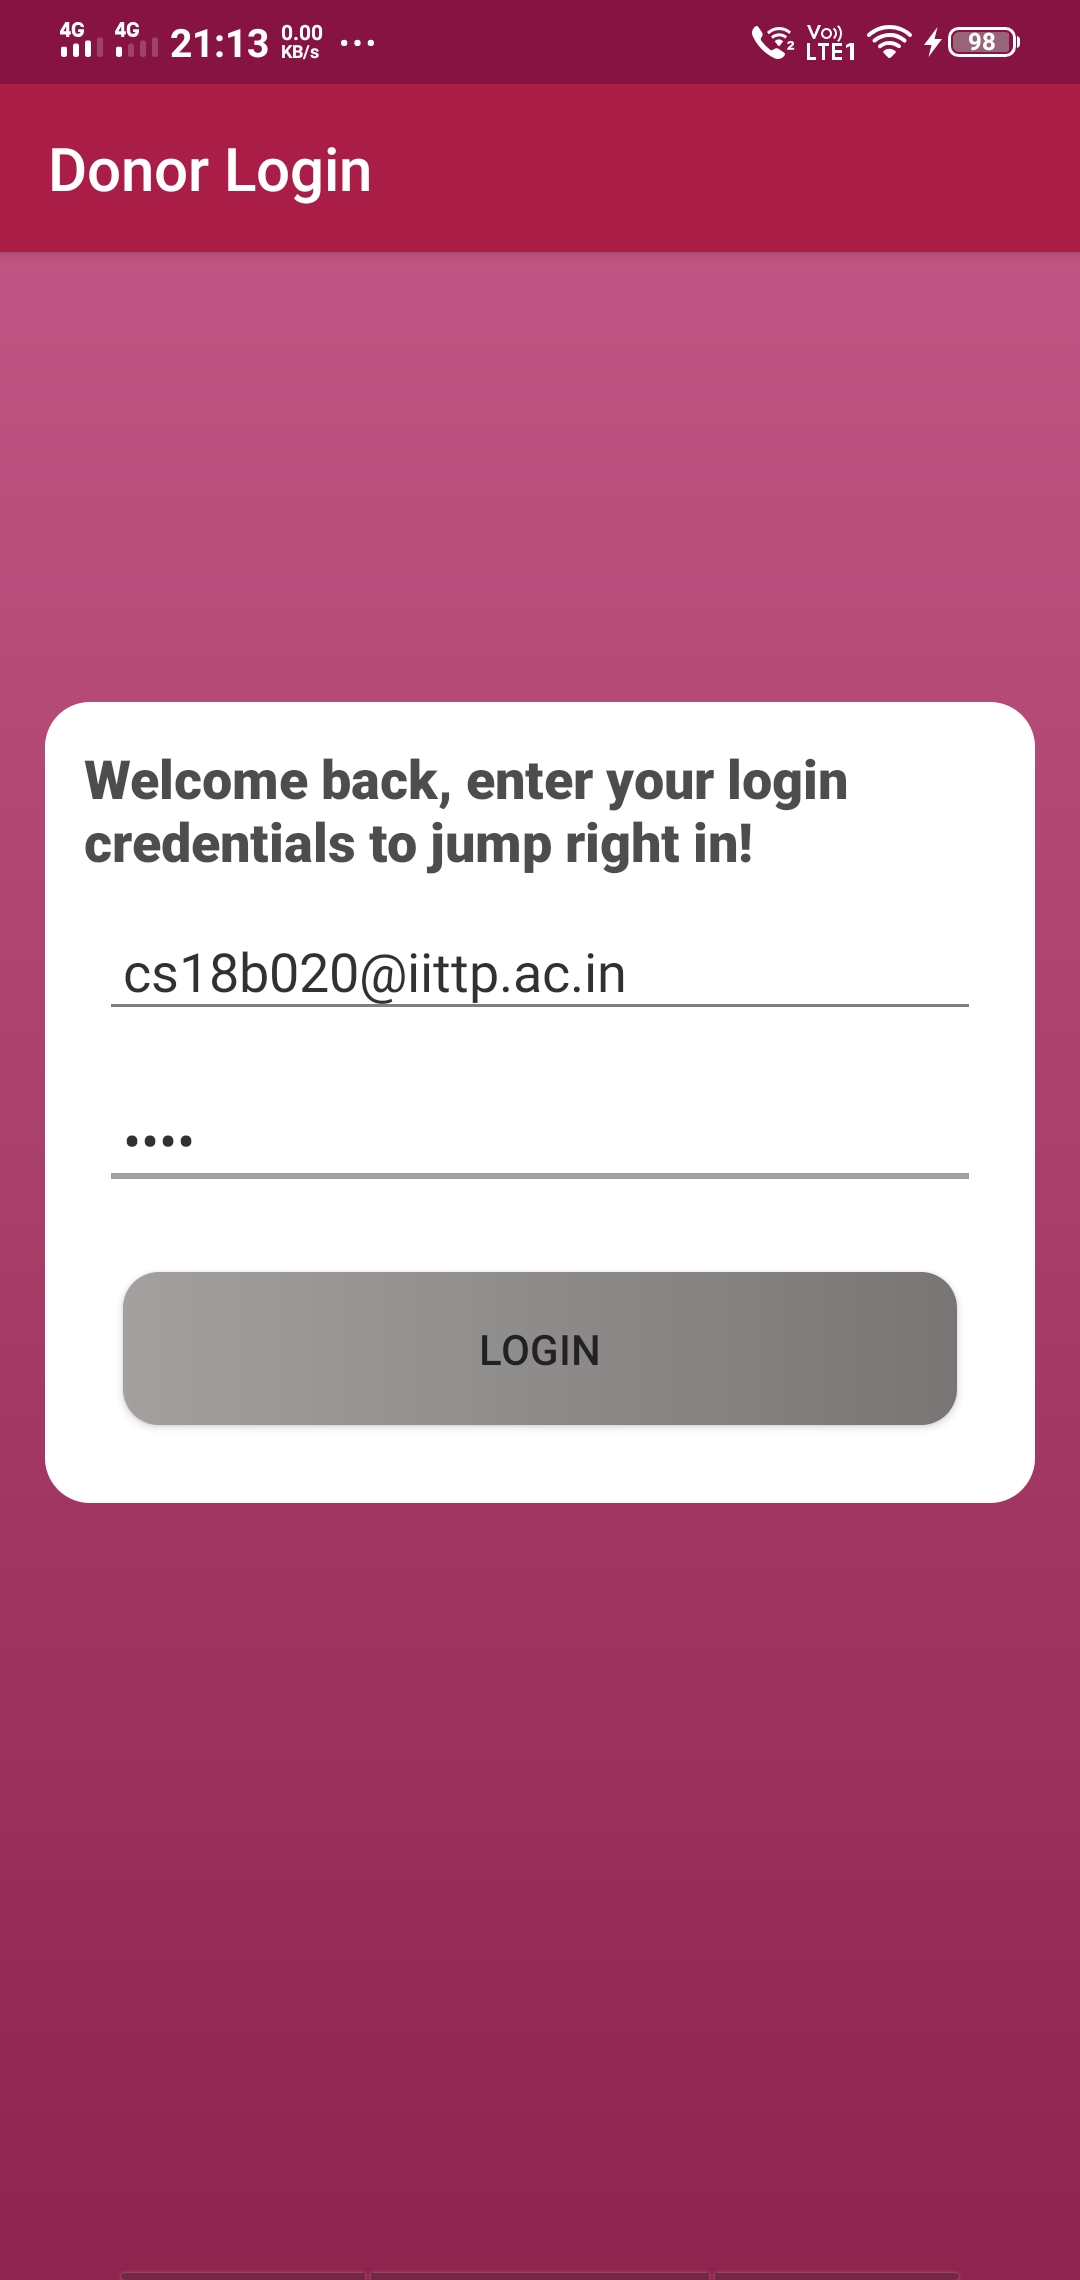 4G 4G 21:13 0.00 KB/s ... 2 Vo)) LTE1 98
Donor Login
Welcome back, enter your login
credentials to jump right in!
cs18b020@iittp.ac.in
••••
LOGIN